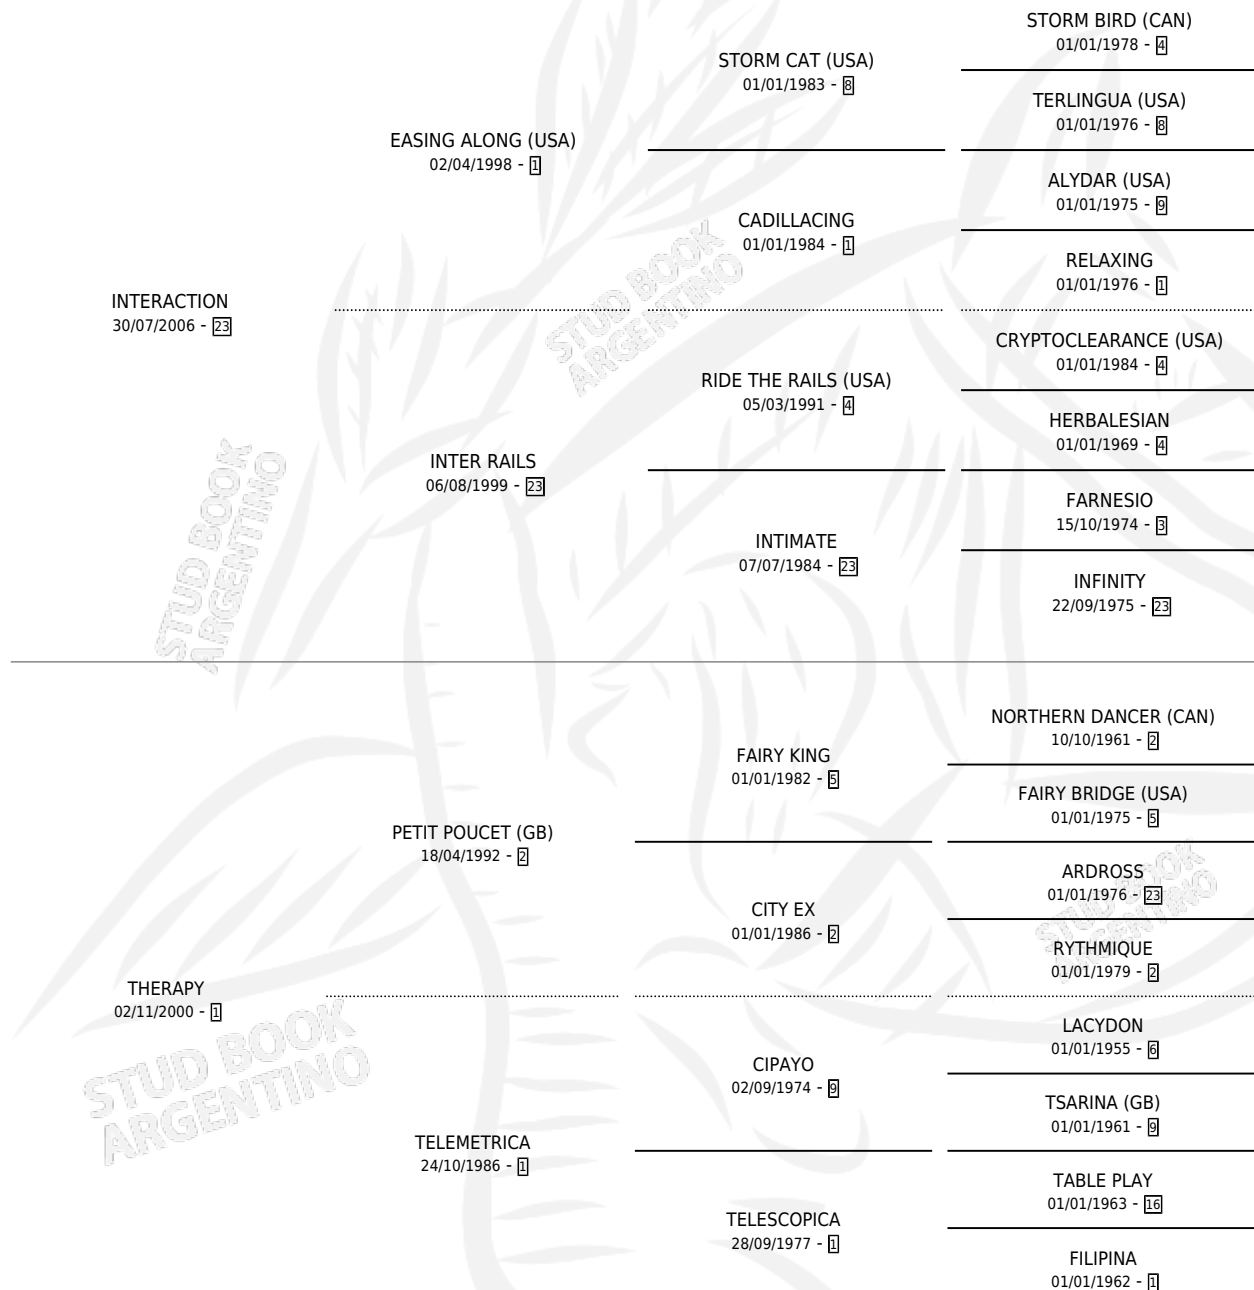 STORM BIRD (CAN)
01/01/1978 - 4
STORM CAT (USA)
01/01/1983 - 8
TERLINGUA (USA)
01/01/1976 - 8
EASING ALONG (USA)
02/04/1998 - 1
ALYDAR (USA)
01/01/1975 - 9
CADILLACING
01/01/1984 - 1
RELAXING
01/01/1976 - 1
INTERACTION
30/07/2006 - 23
CRYPTOCLEARANCE (USA)
01/01/1984 - 4
RIDE THE RAILS (USA)
05/03/1991 - 4
HERBALESIAN
01/01/1969 - 4
INTER RAILS
06/08/1999 - 23
FARNESIO
15/10/1974 - 3
INTIMATE
07/07/1984 - 23
INFINITY
22/09/1975 - 23
NORTHERN DANCER (CAN)
10/10/1961 - 2
FAIRY KING
01/01/1982 - 5
FAIRY BRIDGE (USA)
01/01/1975 - 5
PETIT POUCET (GB)
18/04/1992 - 2
ARDROSS
01/01/1976 - 23
CITY EX
01/01/1986 - 2
RYTHMIQUE
01/01/1979 - 2
THERAPY
02/11/2000 - 1
LACYDON
01/01/1955 - 6
CIPAYO
02/09/1974 - 9
TSARINA (GB)
01/01/1961 - 9
TELEMETRICA
24/10/1986 - 1
TABLE PLAY
01/01/1963 - 16
TELESCOPICA
28/09/1977 - 1
FILIPINA
01/01/1962 - 1
STUD BOOK
ARGENTINO
STUD BOOK
ARGENTINO
STUD BOOK
ARGENTINO
STUD BOOK
ARGENTINO